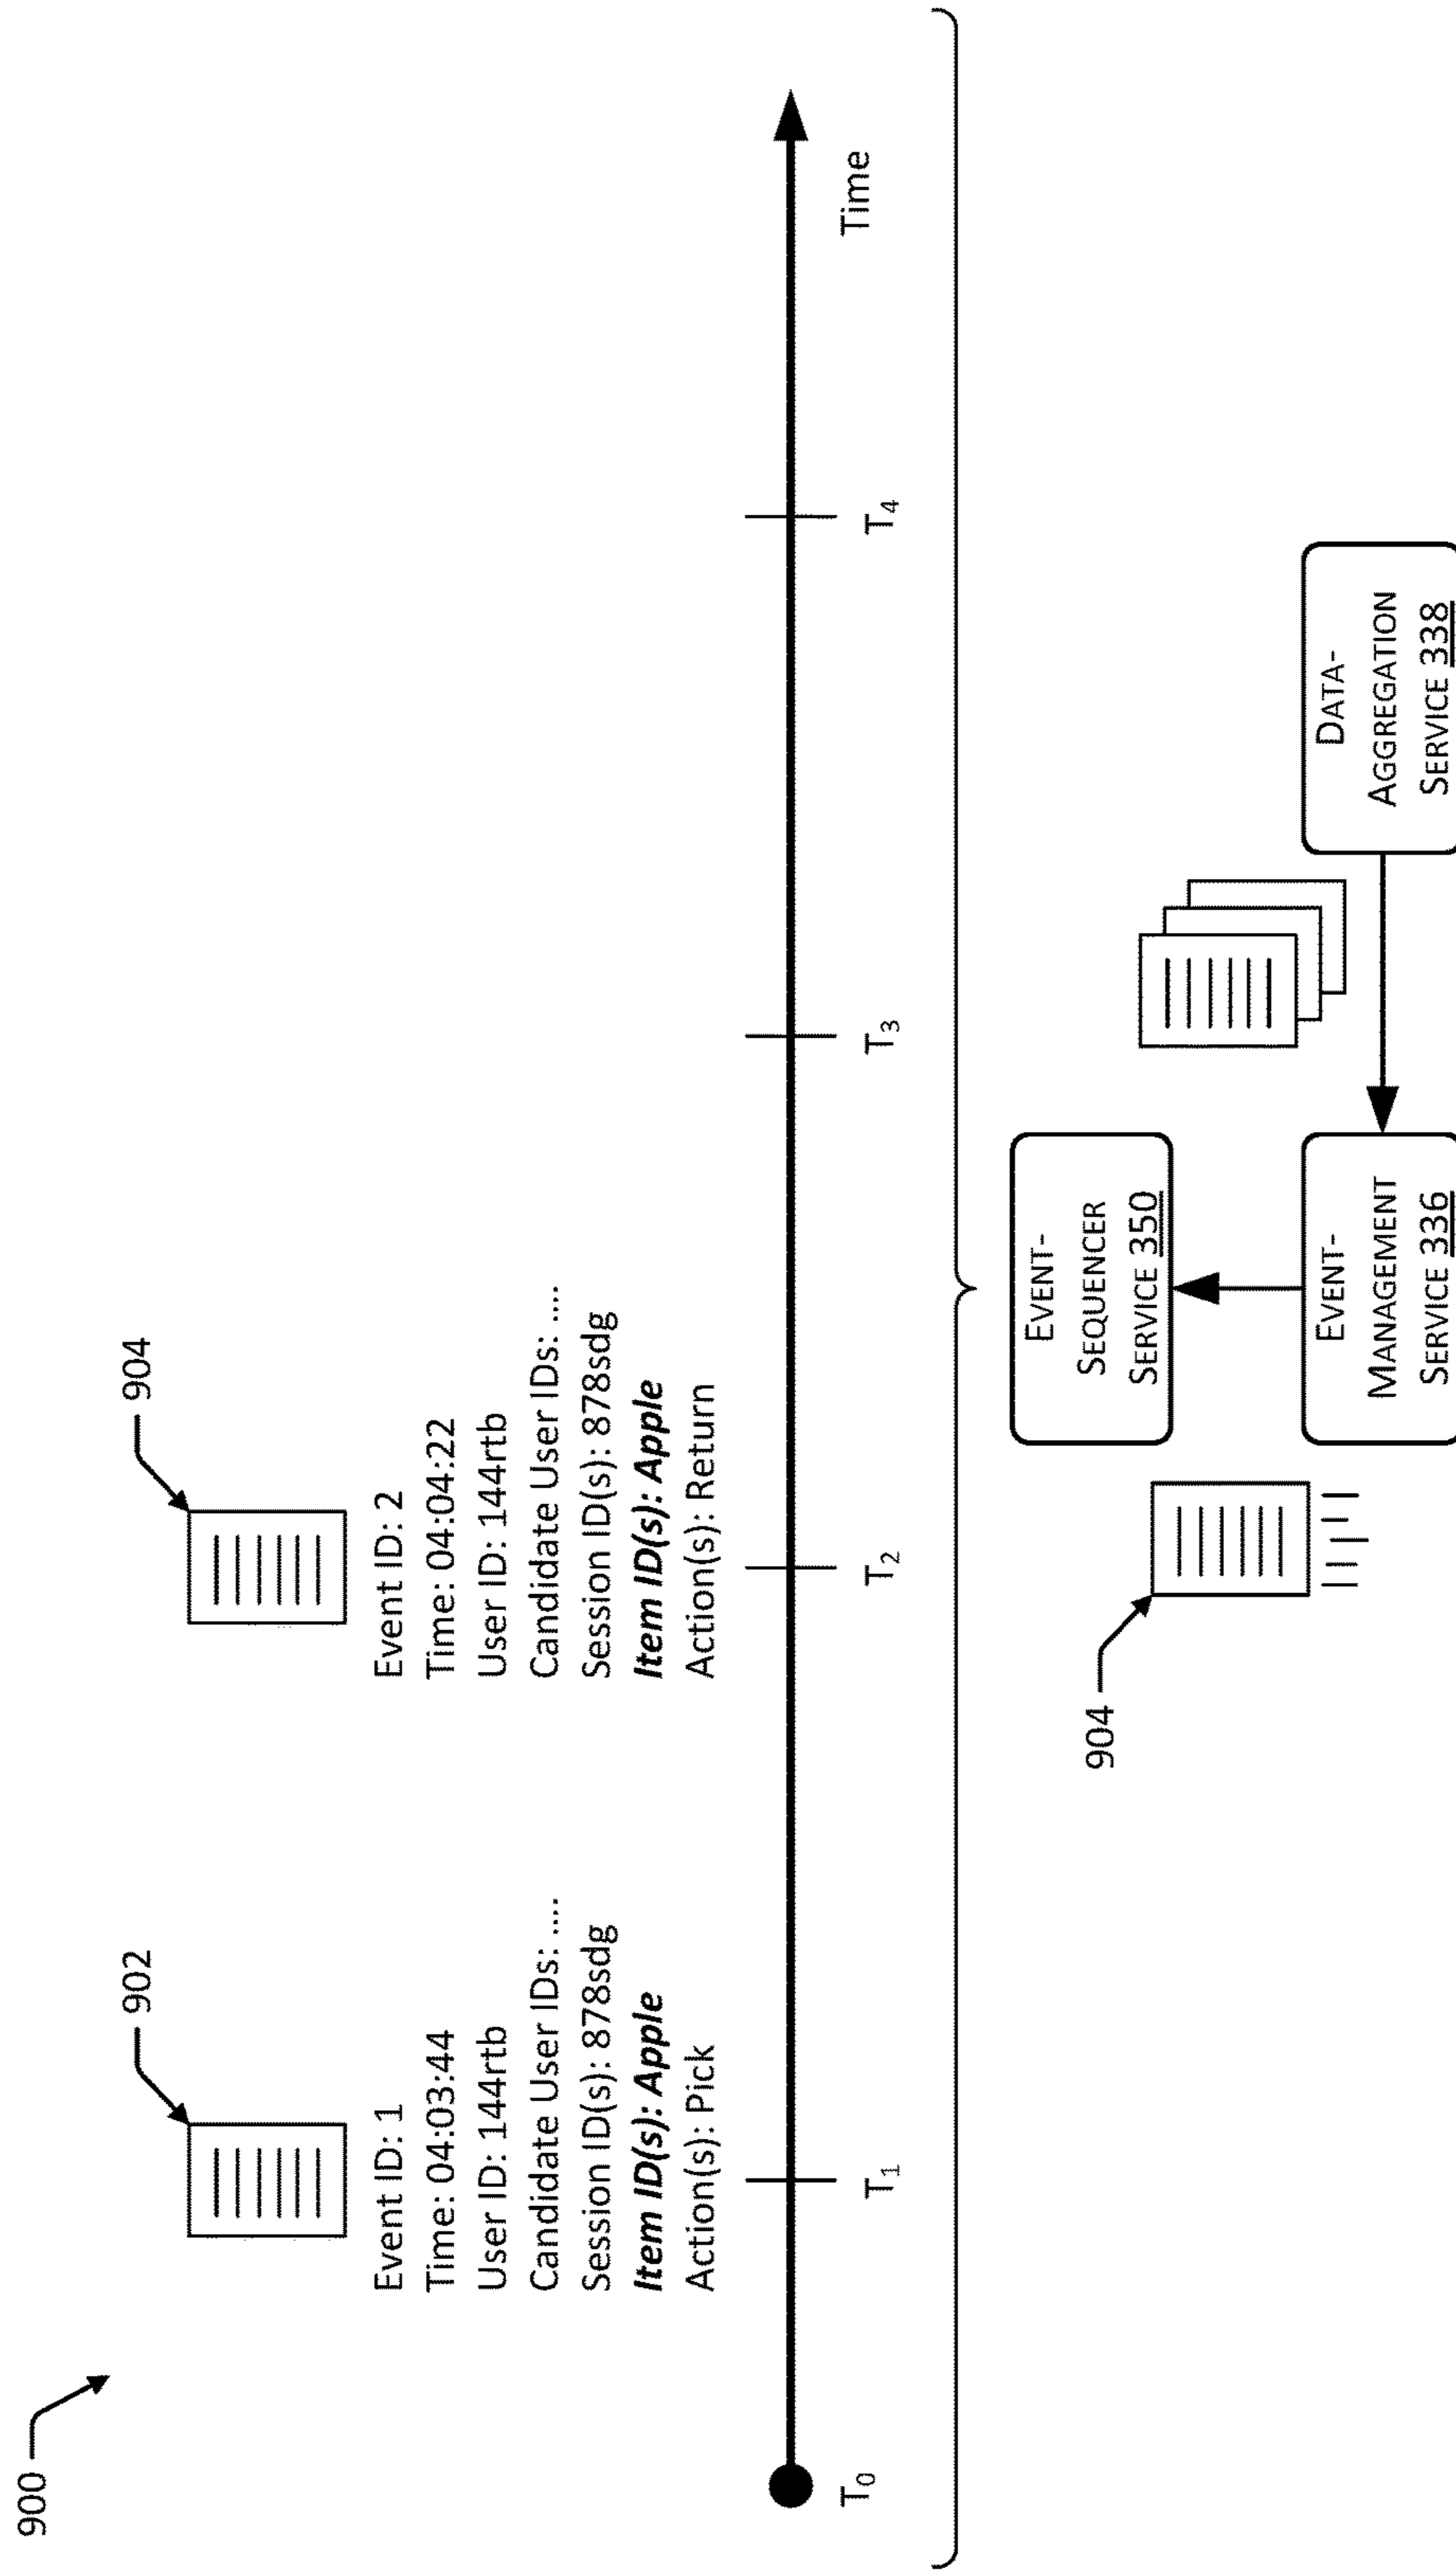 900
902
Event ID: 1
Time: 04:03:44
User ID: 144rtb
Candidate User IDs: ....
Session ID(s): 878sdg
Item ID(s): Apple
Action(s): Pick
904
Event ID: 2
Time: 04:04:22
User ID: 144rtb
Candidate User IDs: ....
Session ID(s): 878sdg
Item ID(s): Apple
Action(s): Return
T0
T1
T2
T3
T4
Time
904
EVENT-
SEQUENCER
SERVICE 350
EVENT-
MANAGEMENT
SERVICE 336
DATA-
AGGREGATION
SERVICE 338